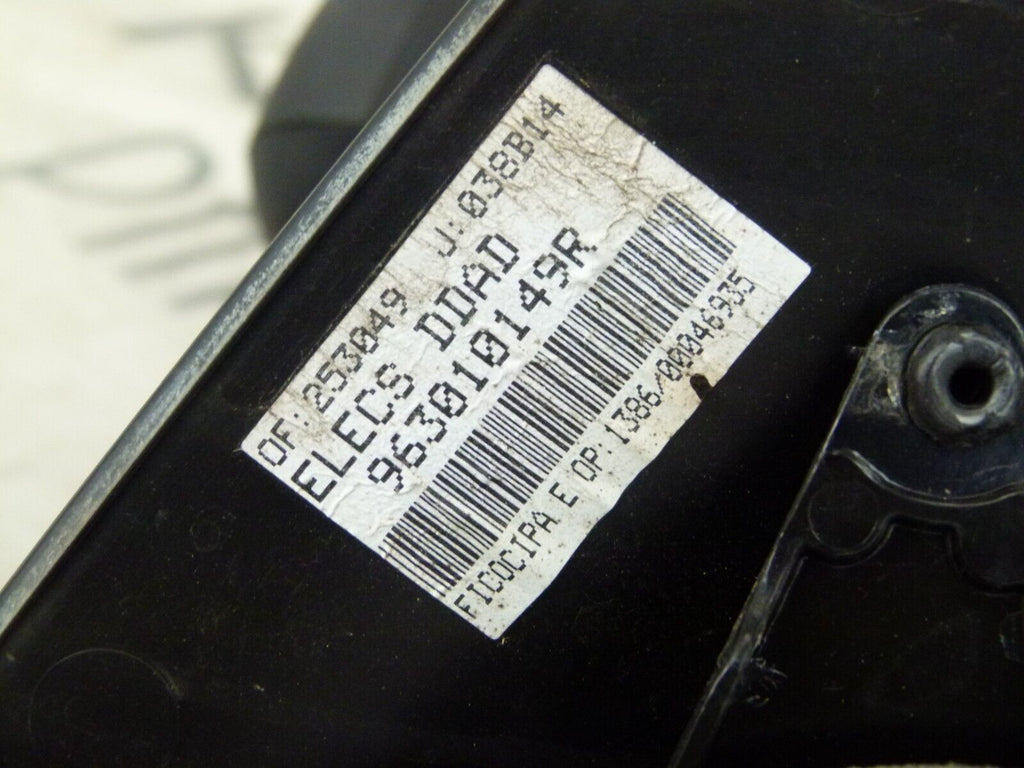 OF:253049 J:038B14
ELECS DDAD
963010149R
FICOCIPA E OP:1386/00046935